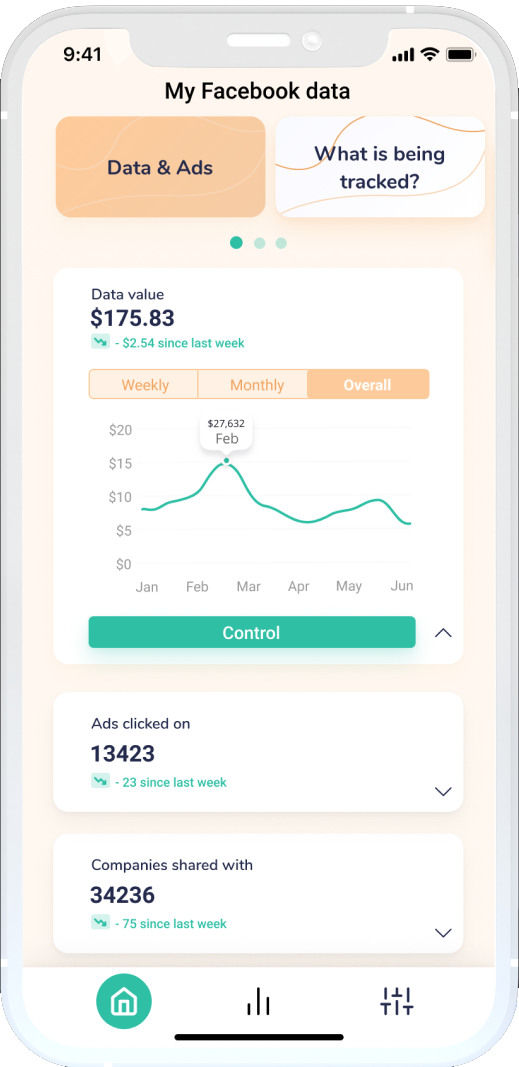 9:41
My Facebook data
Data & Ads
What is being
tracked?
Data value
$175.83
- $2.54 since last week
Weekly
Monthly
Overall
$27,632
Feb
$20
$15
$10
$5
$0
Jan
Feb
Mar
Apr
May
Jun
Control
Ads clicked on
13423
- 23 since last week
Companies shared with
34236
- 75 since last week